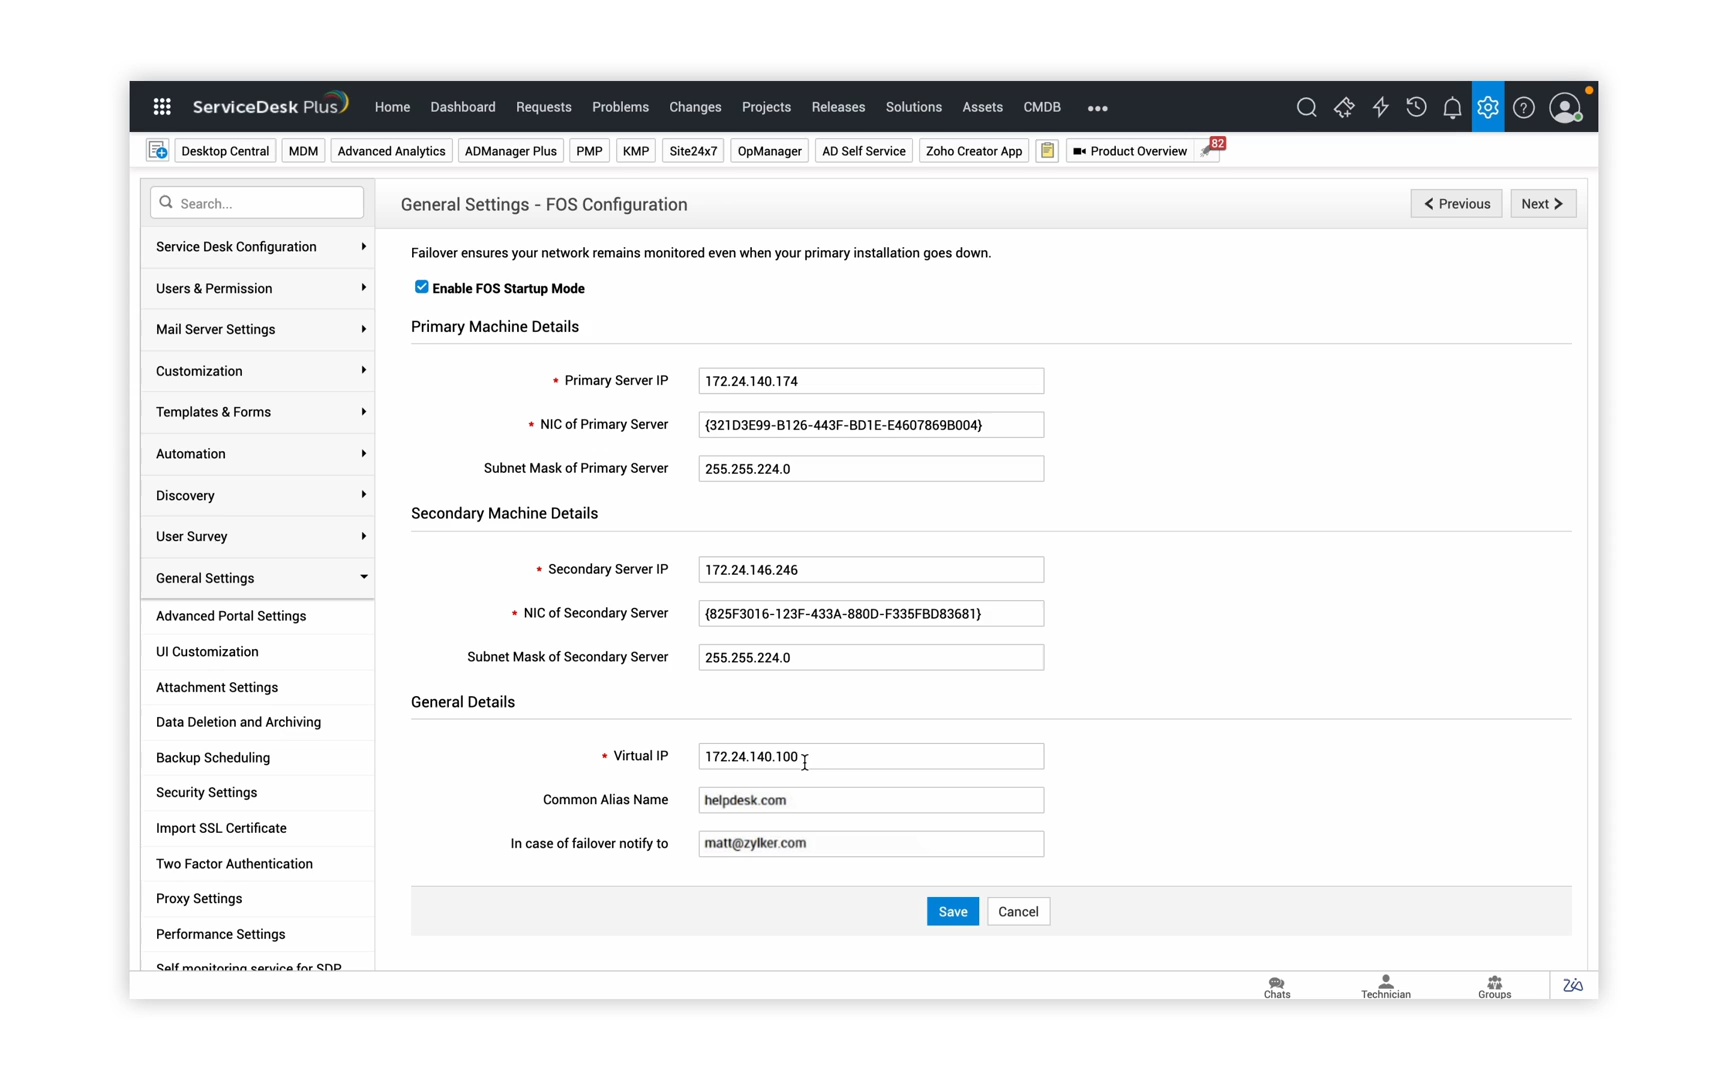 ServiceDesk Plus Home Dashboard Requests Problems Changes Projects Releases Solutions Assets CMDB
Desktop Central MDM Advanced Analytics ADManager Plus PMP KMP Site24x7 OpManager AD Self Service Zoho Creator App Product Overview 82
Search...
Service Desk Configuration
Users & Permission
Mail Server Settings
Customization
Templates & Forms
Automation
Discovery
User Survey
General Settings
Advanced Portal Settings
UI Customization
Attachment Settings
Data Deletion and Archiving
Backup Scheduling
Security Settings
Import SSL Certificate
Two Factor Authentication
Proxy Settings
Performance Settings
Self monitoring service for SDP
General Settings - FOS Configuration
Previous Next
Failover ensures your network remains monitored even when your primary installation goes down.
Enable FOS Startup Mode
Primary Machine Details
* Primary Server IP 172.24.140.174
* NIC of Primary Server {321D3E99-B126-443F-BD1E-E4607869B004}
Subnet Mask of Primary Server 255.255.224.0
Secondary Machine Details
* Secondary Server IP 172.24.146.246
* NIC of Secondary Server {825F3016-123F-433A-880D-F335FBD83681}
Subnet Mask of Secondary Server 255.255.224.0
General Details
* Virtual IP 172.24.140.100
Common Alias Name helpdesk.com
In case of failover notify to matt@zylker.com
Save Cancel
Chats Technician Groups Zia